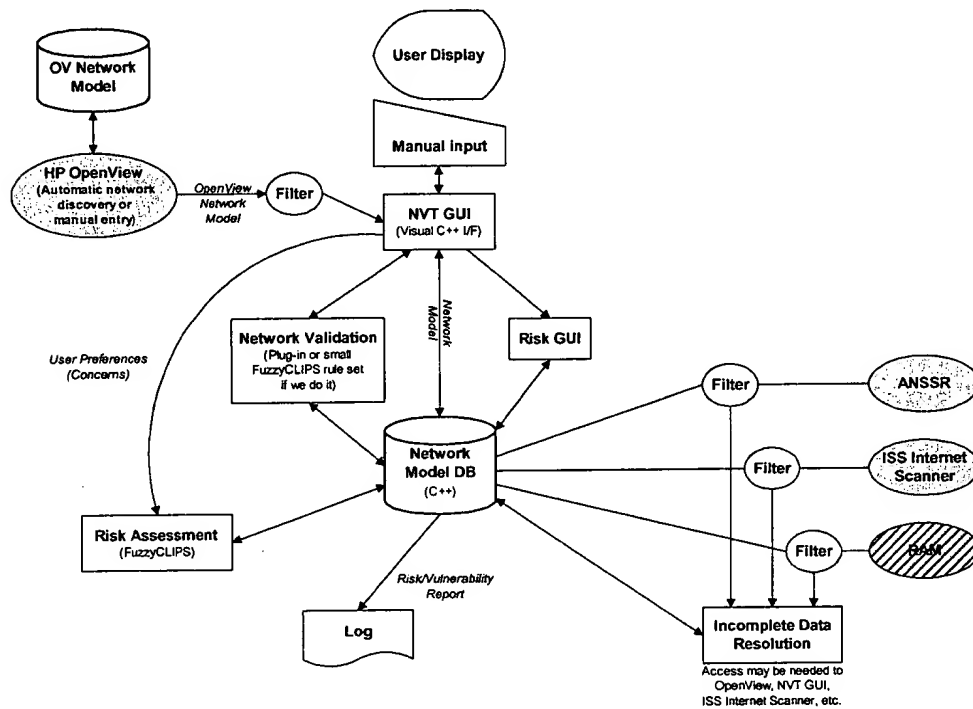 User Display
OV Network
Model
Manual input
HP OpenView
(Automatic network
discovery or
manual entry)
OpenView
Network
Model
Filter
NVT GUI
(Visual C++ I/F)
Network
Model
User Preferences
(Concerns)
Network Validation
(Plug-in or small
FuzzyCLIPS rule set
if we do it)
Risk GUI
Filter
ANSSR
Network
Model DB
(C++)
Filter
ISS Internet
Scanner
Risk Assessment
(FuzzyCLIPS)
Filter
RAM
Risk/Vulnerability
Report
Log
Incomplete Data
Resolution
Access may be needed to
OpenView, NVT GUI,
ISS Internet Scanner, etc.